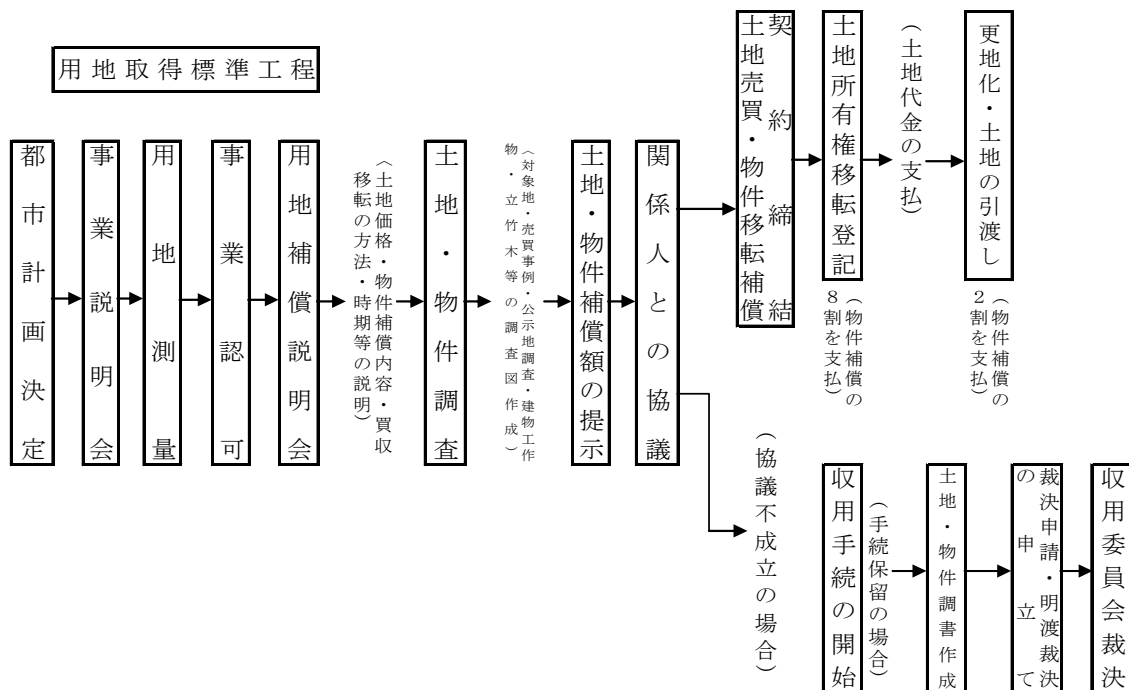 用地取得標準工程
都市計画決定
事業説明会
用地測量
事業認可
用地補償説明会
(土地価格・物件補償内容・買収
移転の方法・時期等の説明)
土地・物件調査
(対象地・売買事例・公示地調査・建物工作
物・立竹木等の調査図作成)
土地・物件補償額の提示
関係人との協議
契約締結
土地売買・物件移転補償
土地所有権移転登記
(物件補償の
8割を支払)
(土地代金の支払)
更地化・土地の引渡し
(物件補償の
2割を支払)
(協議不成立の場合)
収用手続の開始
(手続保留の場合)
土地・物件調書作成
裁決申請・明渡裁決
の申立て
収用委員会裁決